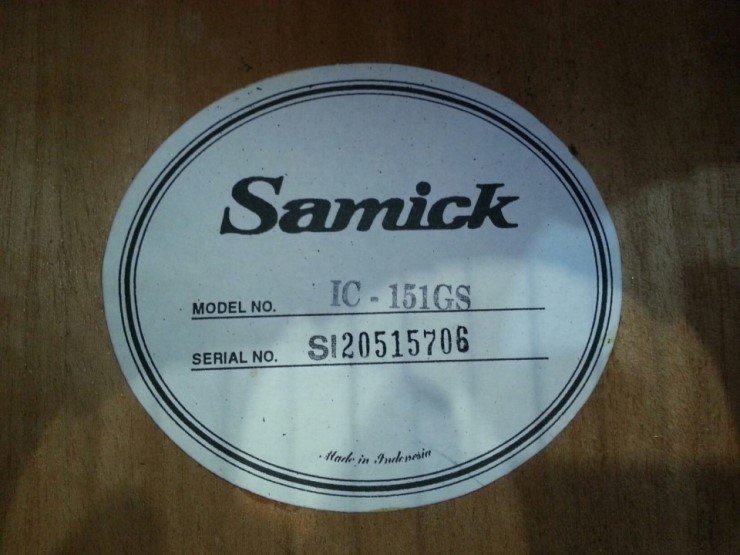 Samick
MODEL NO. IC - 151GS
SERIAL NO. SI20515706
Made in Indonesia